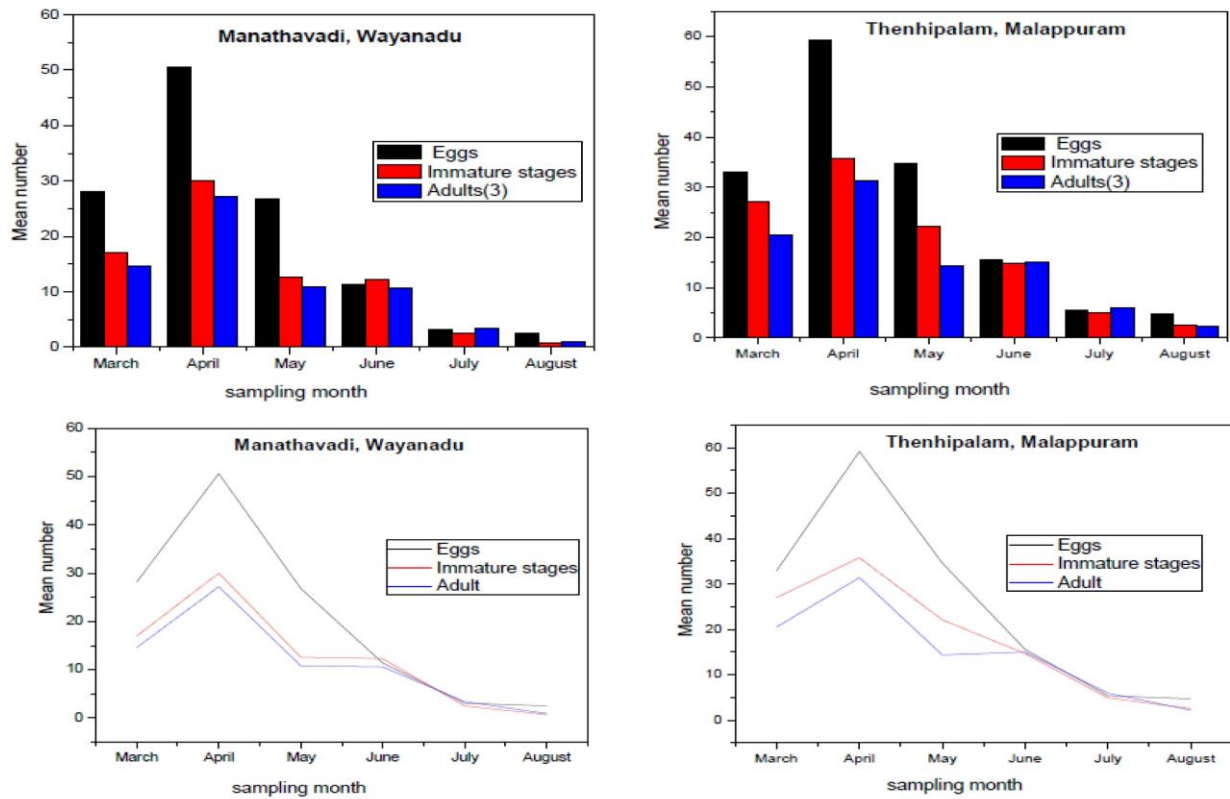 Manathavadi, Wayanadu
60
50
40
30
20
10
0
Mean number
Eggs
Immature stages
Adults(3)
March April May June July August
sampling month
Thenhipalam, Malappuram
60
50
40
30
20
10
0
Mean number
Eggs
Immature stages
Adults(3)
March April May June July August
sampling month
Manathavadi, Wayanadu
60
50
40
30
20
10
0
Mean number
Eggs
Immature stages
Adult
March April May June July August
sampling month
Thenhipalam, Malappuram
60
50
40
30
20
10
0
Mean number
Eggs
Immature stages
Adult
March April May June July August
sampling month